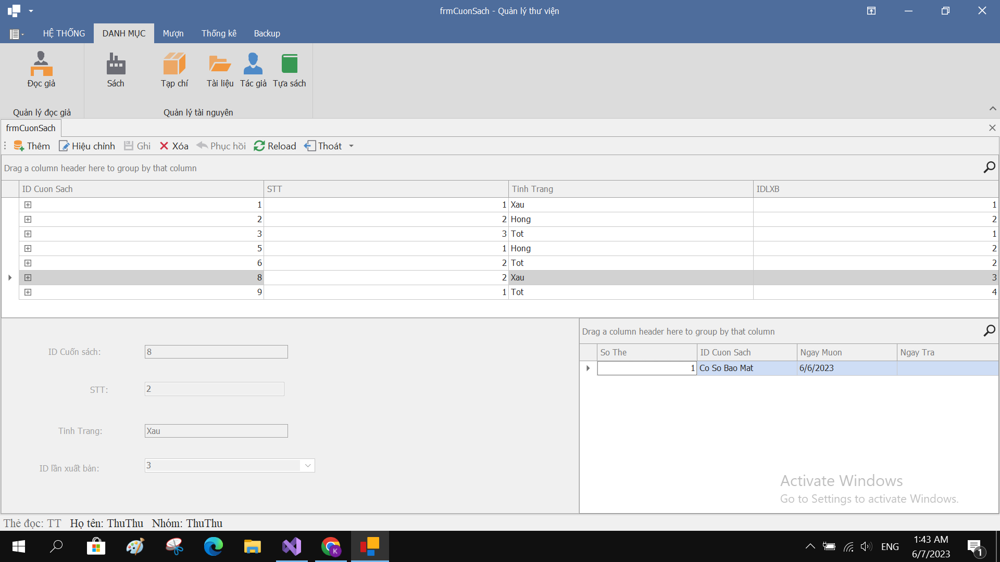 frmCuonSach - Quản lý thư viện
HỆ THỐNG DANH MỤC Mượn Thống kê Backup
Đọc giả Sách Tạp chí Tài liệu Tác giả Tựa sách
Quản lý đọc giả Quản lý tài nguyên
frmCuonSach
Thêm Hiệu chỉnh Ghi Xóa Phục hồi Reload Thoát
Drag a column header here to group by that column
ID Cuon Sach STT Tinh Trang IDLXB
1 1 Xau 1
2 2 Hong 2
3 3 Tot 1
5 1 Hong 2
6 2 Tot 2
8 2 Xau 3
9 1 Tot 4
ID Cuốn sách: 8
STT: 2
Tinh Trang: Xau
ID lần xuất bản: 3
Drag a column header here to group by that column
So The ID Cuon Sach Ngay Muon Ngay Tra
1 Co So Bao Mat 6/6/2023
Activate Windows
Go to Settings to activate Windows.
Thẻ đọc: TT Họ tên: ThuThu Nhóm: ThuThu
K ENG 1:43 AM
6/7/2023 1